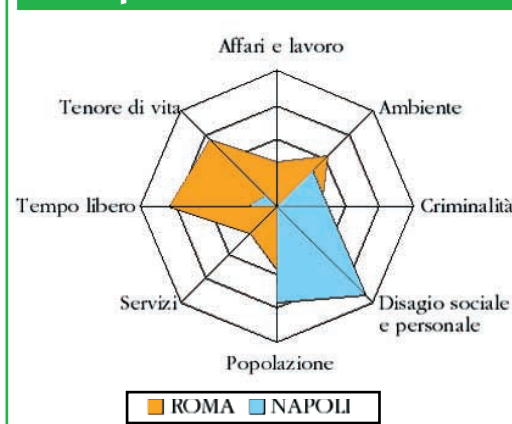 Affari e lavoro
Tenore di vita
Ambiente
Tempo libero
Criminalità
Servizi
Disagio sociale
e personale
Popolazione
ROMA NAPOLI